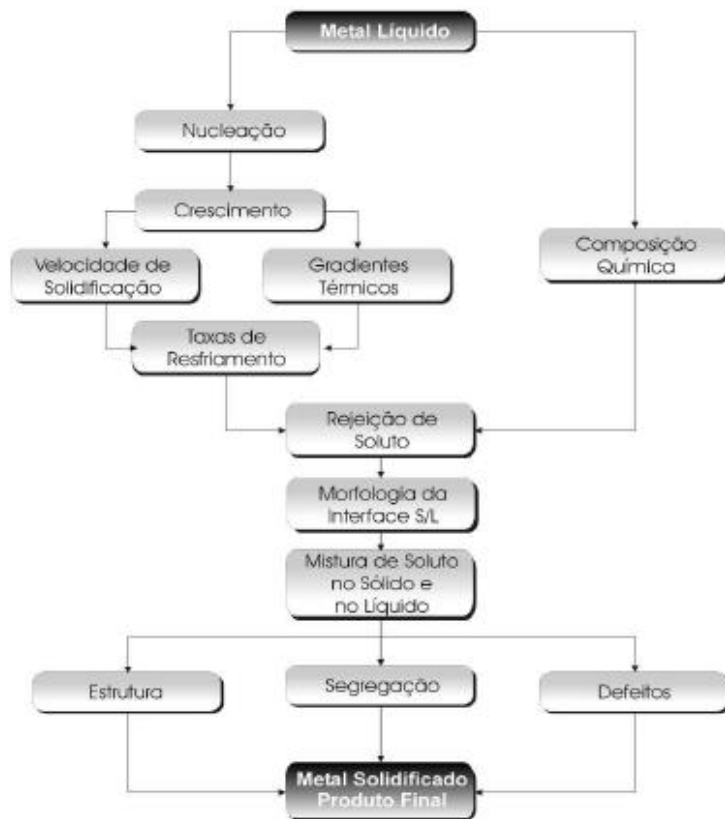 Metal Líquido
Nucleação
Crescimento
Velocidade de
Solidificação
Gradientes
Térmicos
Composição
Química
Taxas de
Resfriamento
Rejeição de
Soluto
Morfologia da
Interface S/L
Mistura de Soluto
no Sólido e
no Líquido
Estrutura
Segregação
Defeitos
Metal Solidificado
Produto Final